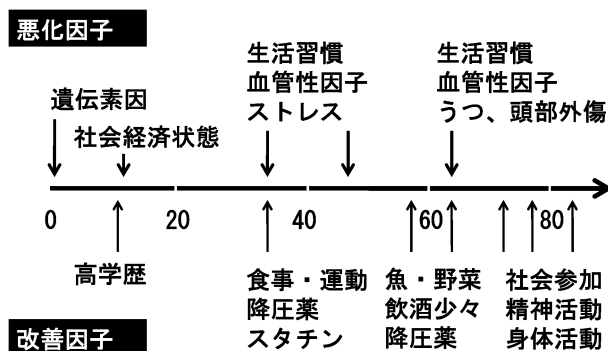 悪化因子
生活習慣
血管性因子
ストレス
生活習慣
血管性因子
うつ、頭部外傷
遺伝素因
社会経済状態
0
20
40
60
80
高学歴
食事・運動
降圧薬
スタチン
魚・野菜
飲酒少々
降圧薬
社会参加
精神活動
身体活動
改善因子